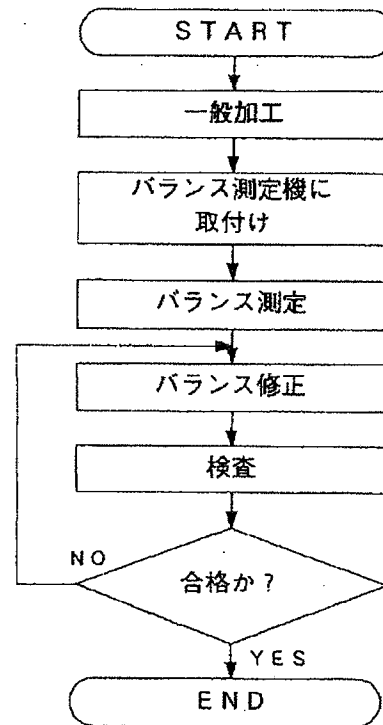 START
一般加工
バランス測定機に
取付け
バランス測定
バランス修正
検査
合格か?
NO
YES
END